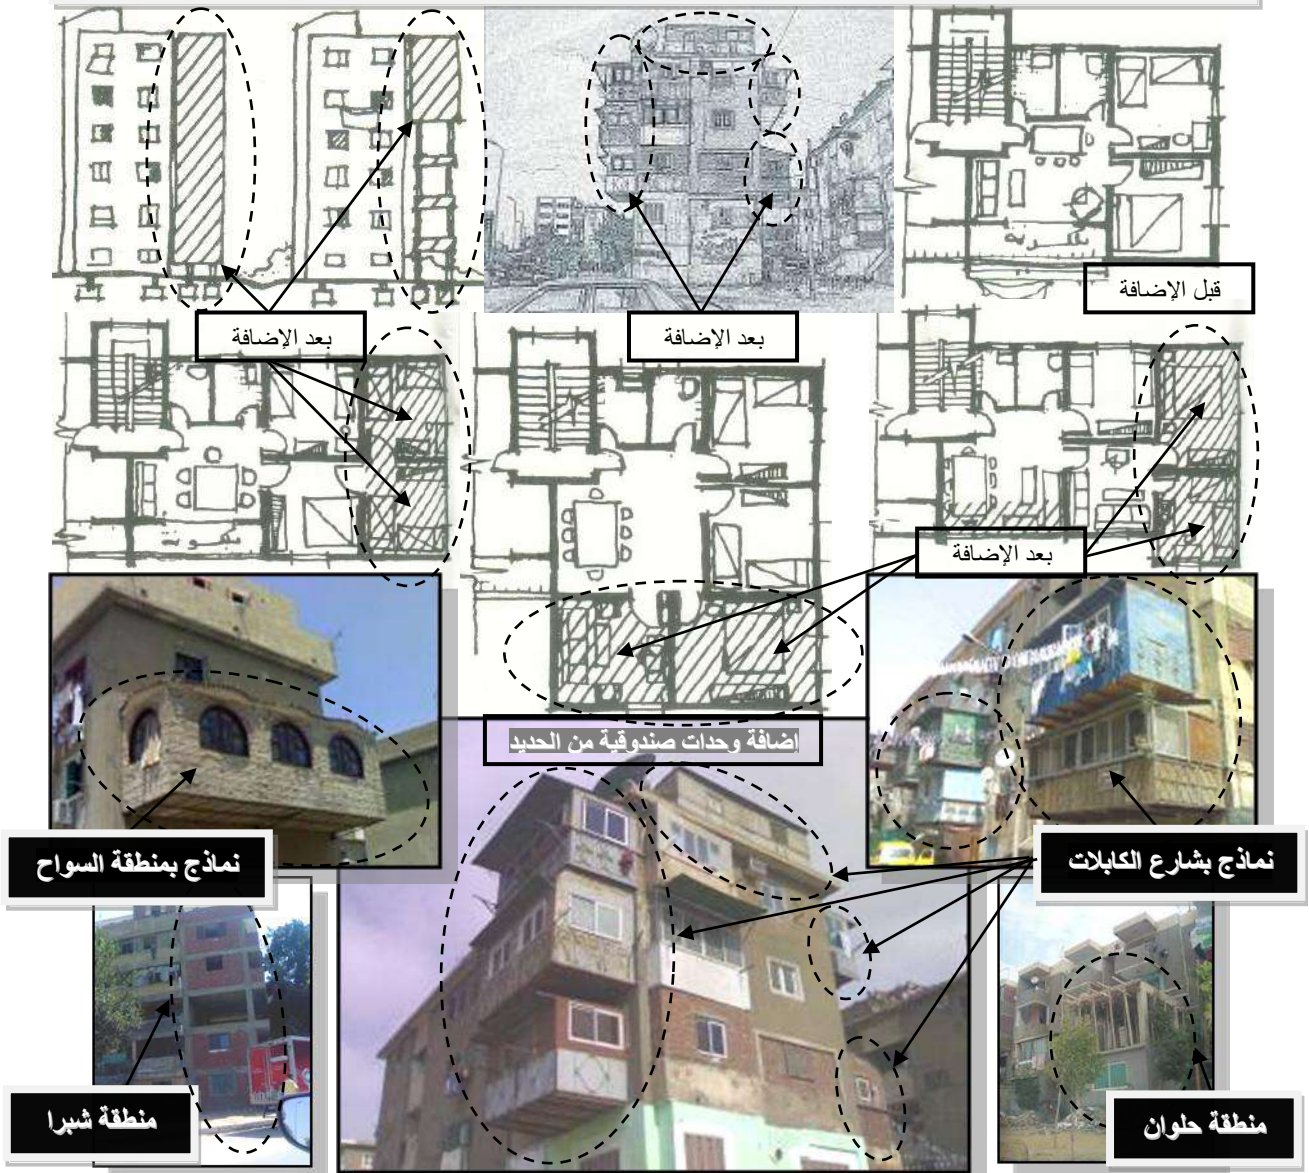 قبل الإضافة
بعد الإضافة
بعد الإضافة
بعد الإضافة
إضافة وحدات صندوقية من الحديد
نماذج بمنطقة السواح
نماذج بشارع الكابلات
منطقة شبرا
منطقة حلوان